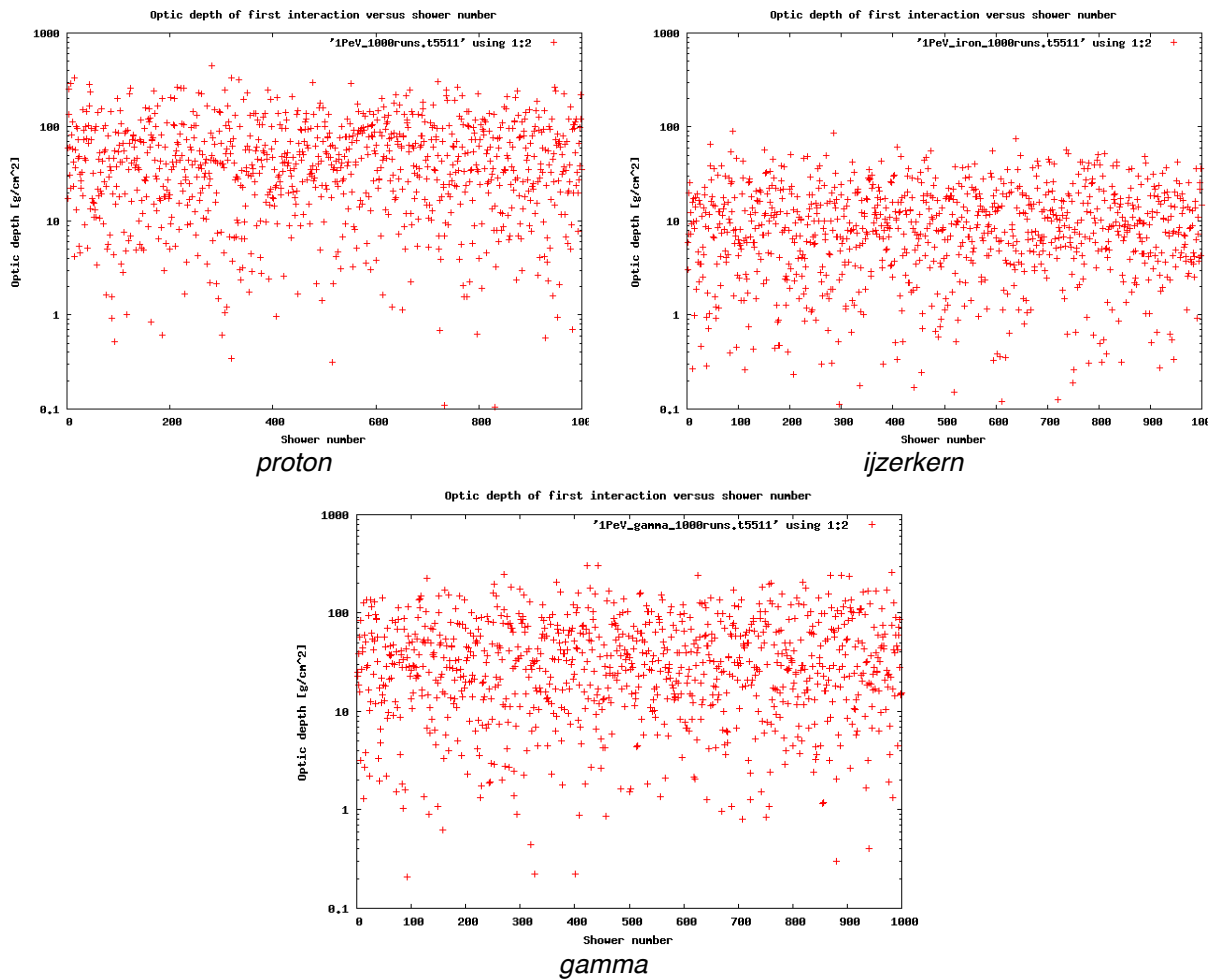 Optic depth of first interaction versus shower number
1000
100
10
1
0.1
Optic depth [g/cm^2]
'1PeV_1000runs.t5511' using 1:2
0 200 400 600 800 1000
Shower number
proton
Optic depth of first interaction versus shower number
1000
100
10
1
0.1
Optic depth [g/cm^2]
'1PeV_iron_1000runs.t5511' using 1:2
0 100 200 300 400 500 600 700 800 900 1000
Shower number
ijzerkern
Optic depth of first interaction versus shower number
1000
100
10
1
0.1
Optic depth [g/cm^2]
'1PeV_gamma_1000runs.t5511' using 1:2
0 100 200 300 400 500 600 700 800 900 1000
Shower number
gamma